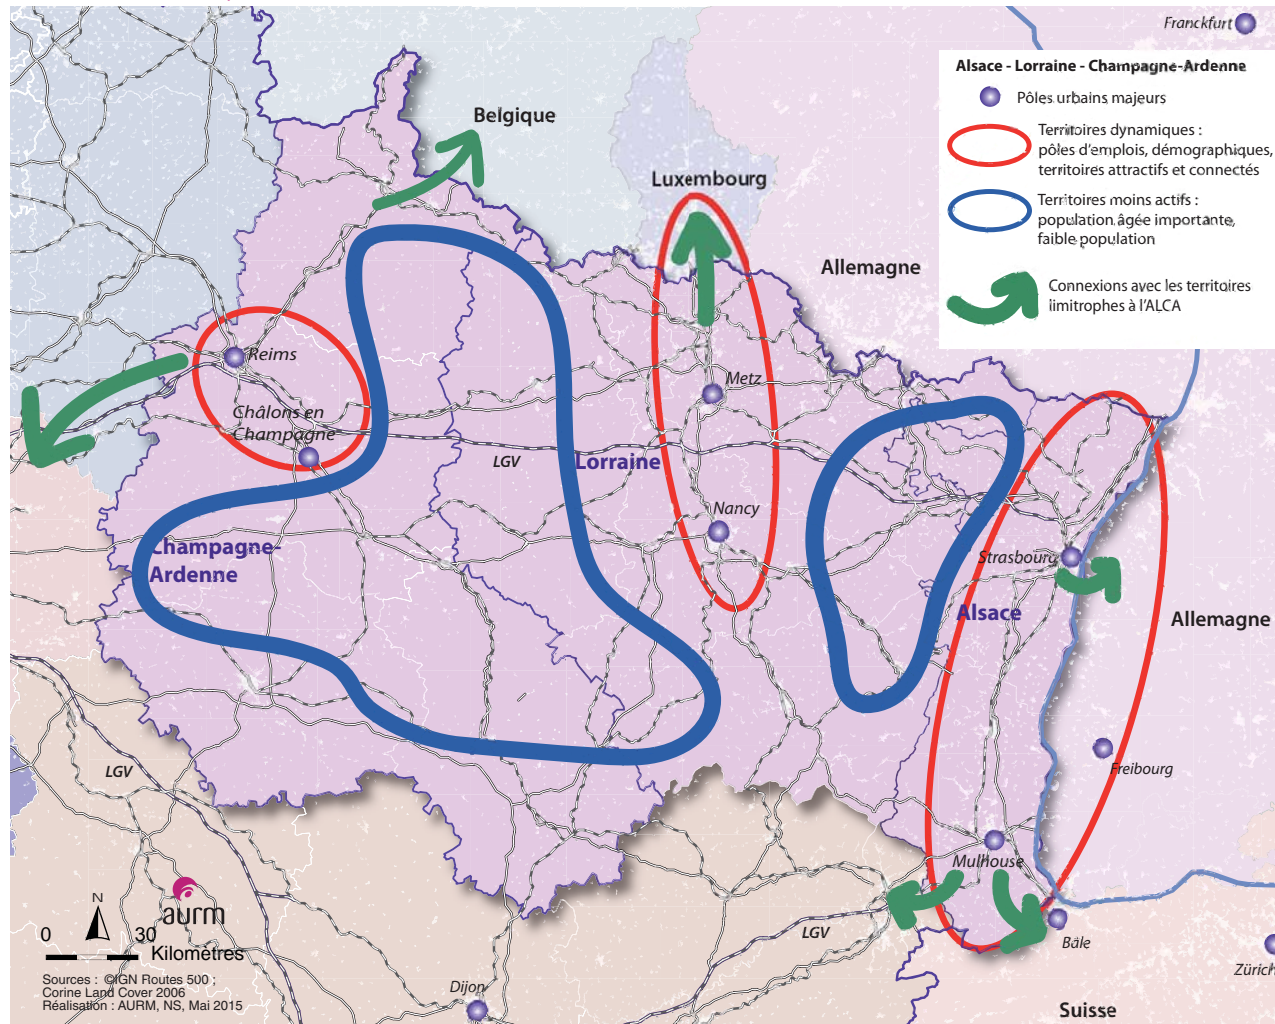 Franckfurt
Alsace - Lorraine - Champagne-Ardenne
Pôles urbains majeurs
Territoires dynamiques :
pôles d'emplois, démographiques,
territoires attractifs et connectés
Territoires moins actifs :
population âgée importante,
faible population
Connexions avec les territoires
limitrophes à l'ALCA
Belgique
Luxembourg
Allemagne
Reims
Metz
Châlons en
Champagne
LGV
Lorraine
Nancy
Champagne-
Ardenne
Strasbourg
Alsace
Allemagne
Freibourg
LGV
Mulhouse
LGV
Bâle
Zürich
Dijon
Suisse
N
aurm
0 30
Kilomètres
Sources : ©IGN Routes 500 ;
Corine Land Cover 2006
Réalisation : AURM, NS, Mai 2015